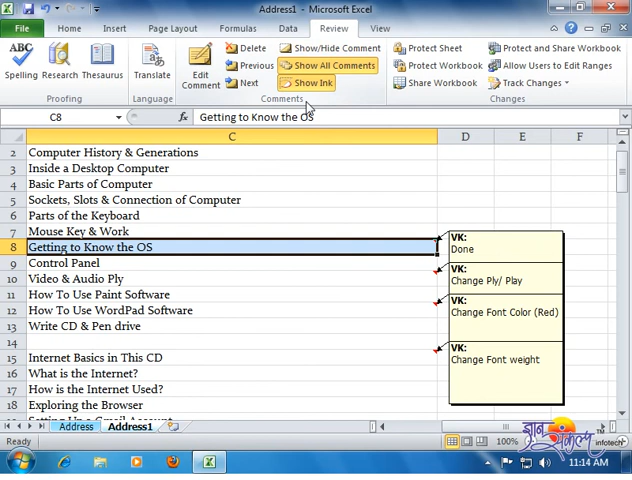 Address1 - Microsoft Excel
File Home Insert Page Layout Formulas Data Review View
ABC
Spelling Research Thesaurus
Proofing
Translate
Language
Edit Comment
Delete
Previous
Next
Show/Hide Comment
Show All Comments
Show Ink
Comments
Protect Sheet
Protect Workbook
Share Workbook
Protect and Share Workbook
Allow Users to Edit Ranges
Track Changes
Changes
C8 fx Getting to Know the OS
C D E F
2 Computer History & Generations
3 Inside a Desktop Computer
4 Basic Parts of Computer
5 Sockets, Slots & Connection of Computer
6 Parts of the Keyboard
7 Mouse Key & Work
8 Getting to Know the OS
9 Control Panel
10 Video & Audio Ply
11 How To Use Paint Software
12 How To Use WordPad Software
13 Write CD & Pen drive
14
15 Internet Basics in This CD
16 What is the Internet?
17 How is the Internet Used?
18 Exploring the Browser
Setting Up a Gmail Account
VK:
Done
VK:
Change Ply/ Play
VK:
Change Font Color (Red)
VK:
Change Font weight
Address Address1
Ready
100%
ज्ञान संकल्प
infotech
11:14 AM